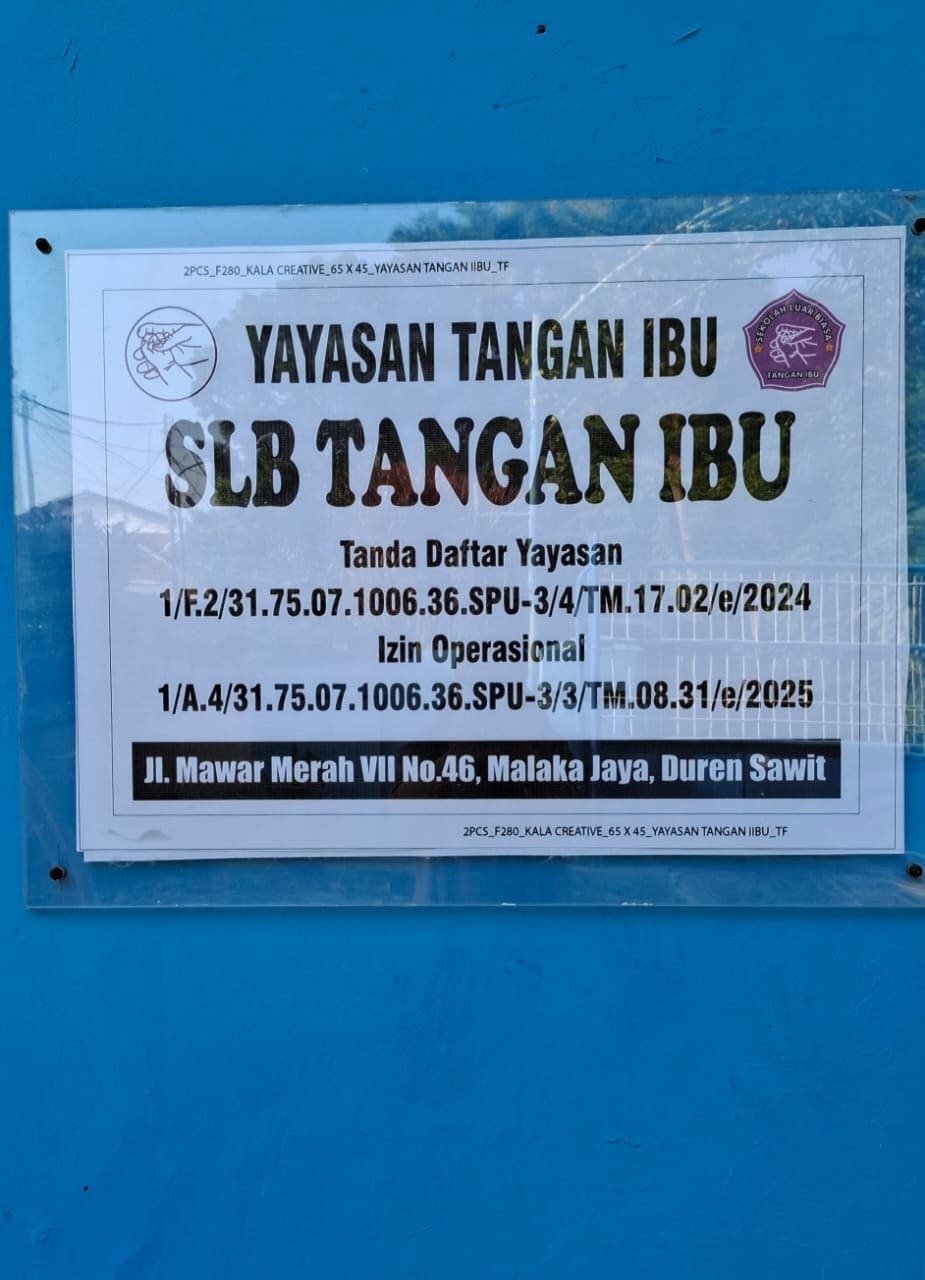 2PCS_F280_KALA CREATIVE_65 X 45_YAYASAN TANGAN IIBU_TF
YAYASAN TANGAN IBU
SEKOLAH LUAR BIASA
TANGAN IBU
SLB TANGAN IBU
Tanda Daftar Yayasan
1/F.2/31.75.07.1006.36.SPU-3/4/TM.17.02/e/2024
Izin Operasional
1/A.4/31.75.07.1006.36.SPU-3/3/TM.08.31/e/2025
Jl. Mawar Merah VII No.46, Malaka Jaya, Duren Sawit
2PCS_F280_KALA CREATIVE_65 X 45_YAYASAN TANGAN IIBU_TF